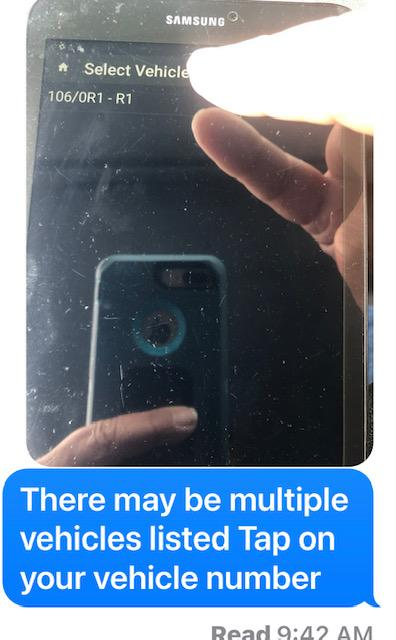 SAMSUNG
Select Vehicle
106/0R1 - R1
There may be multiple
vehicles listed Tap on
your vehicle number
Read 9:42 AM